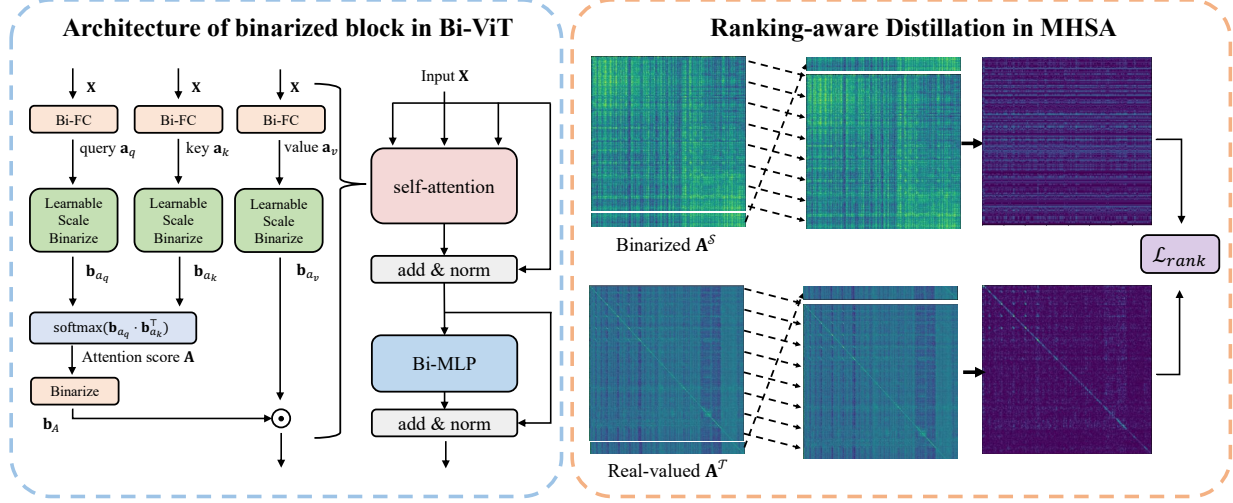 Architecture of binarized block in Bi-ViT
X
X
X
Bi-FC
Bi-FC
Bi-FC
query a_q
key a_k
value a_v
Learnable
Scale
Binarize
Learnable
Scale
Binarize
Learnable
Scale
Binarize
b_{a_q}
b_{a_k}
b_{a_v}
softmax(b_{a_q} · b_{a_k}^⊤)
Attention score A
Binarize
b_A
Input X
self-attention
add & norm
Bi-MLP
add & norm
Ranking-aware Distillation in MHSA
Binarized A^𝒮
Real-valued A^𝒯
ℒ_{rank}